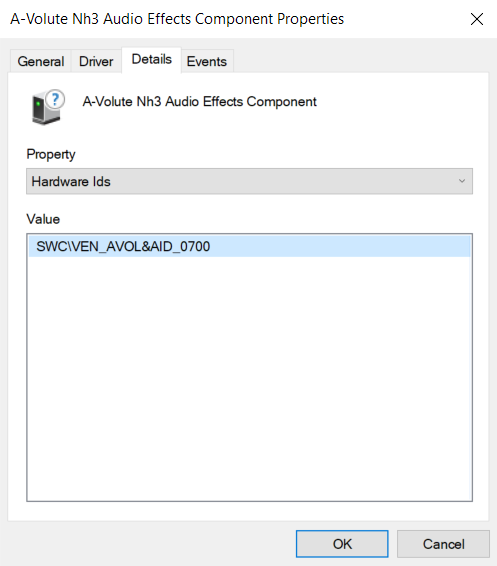 A-Volute Nh3 Audio Effects Component Properties
General Driver Details Events
A-Volute Nh3 Audio Effects Component
Property
Hardware Ids
Value
SWC\VEN_AVOL&AID_0700
OK Cancel